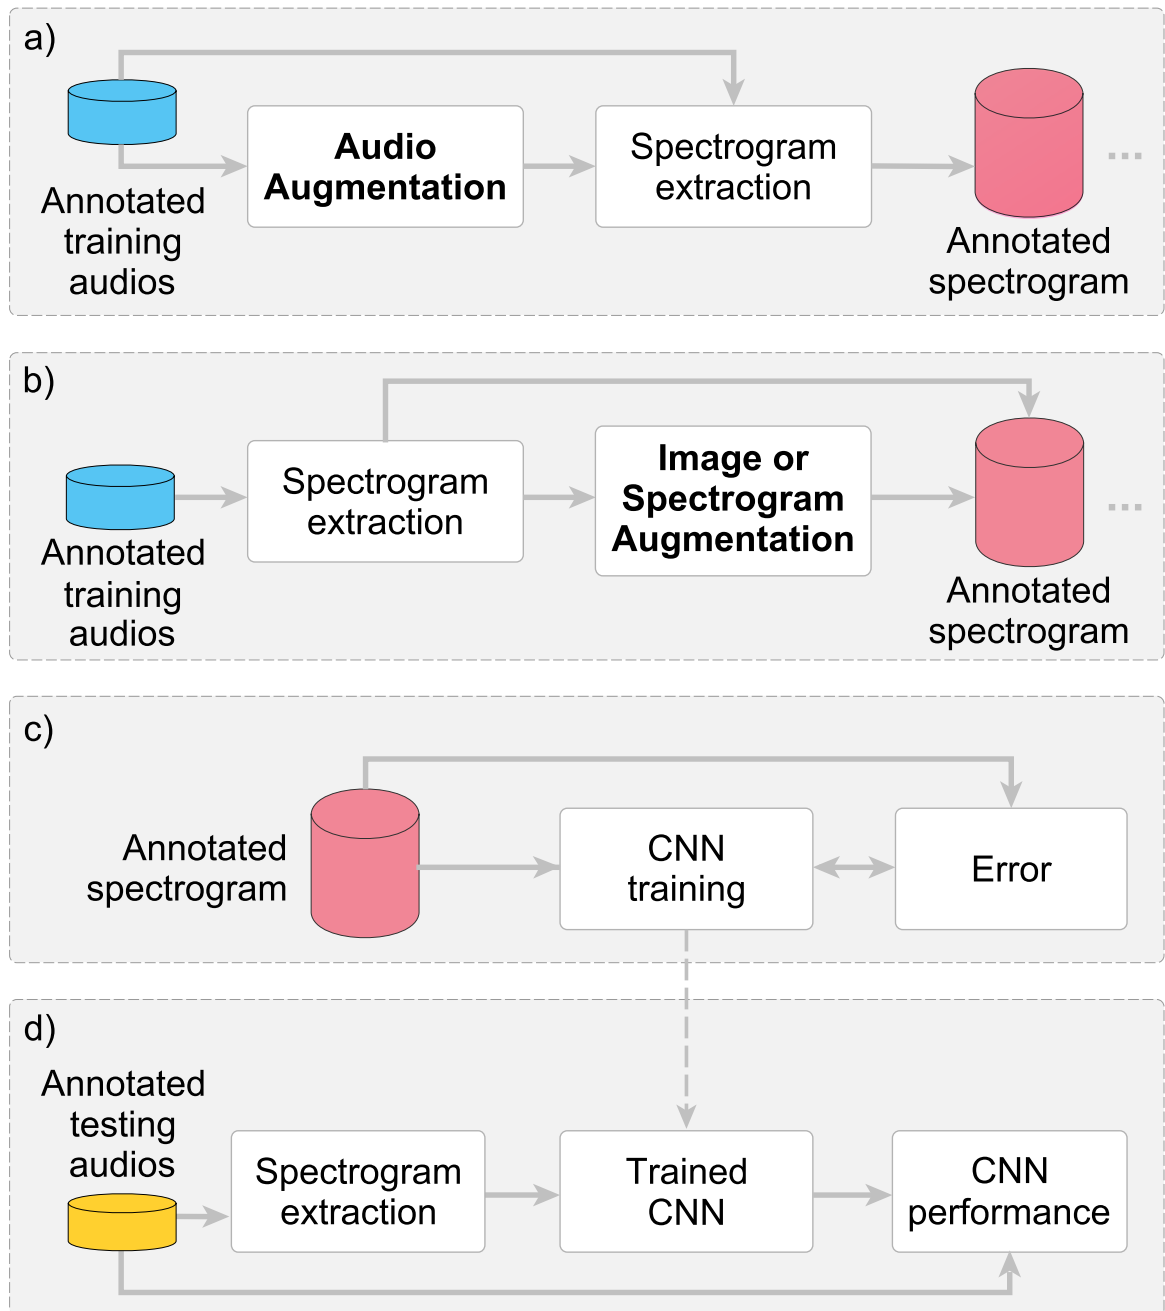 a)
Annotated
training
audios
Audio
Augmentation
Spectrogram
extraction
...
Annotated
spectrogram
b)
Annotated
training
audios
Spectrogram
extraction
Image or
Spectrogram
Augmentation
...
Annotated
spectrogram
c)
Annotated
spectrogram
CNN
training
Error
d)
Annotated
testing
audios
Spectrogram
extraction
Trained
CNN
CNN
performance